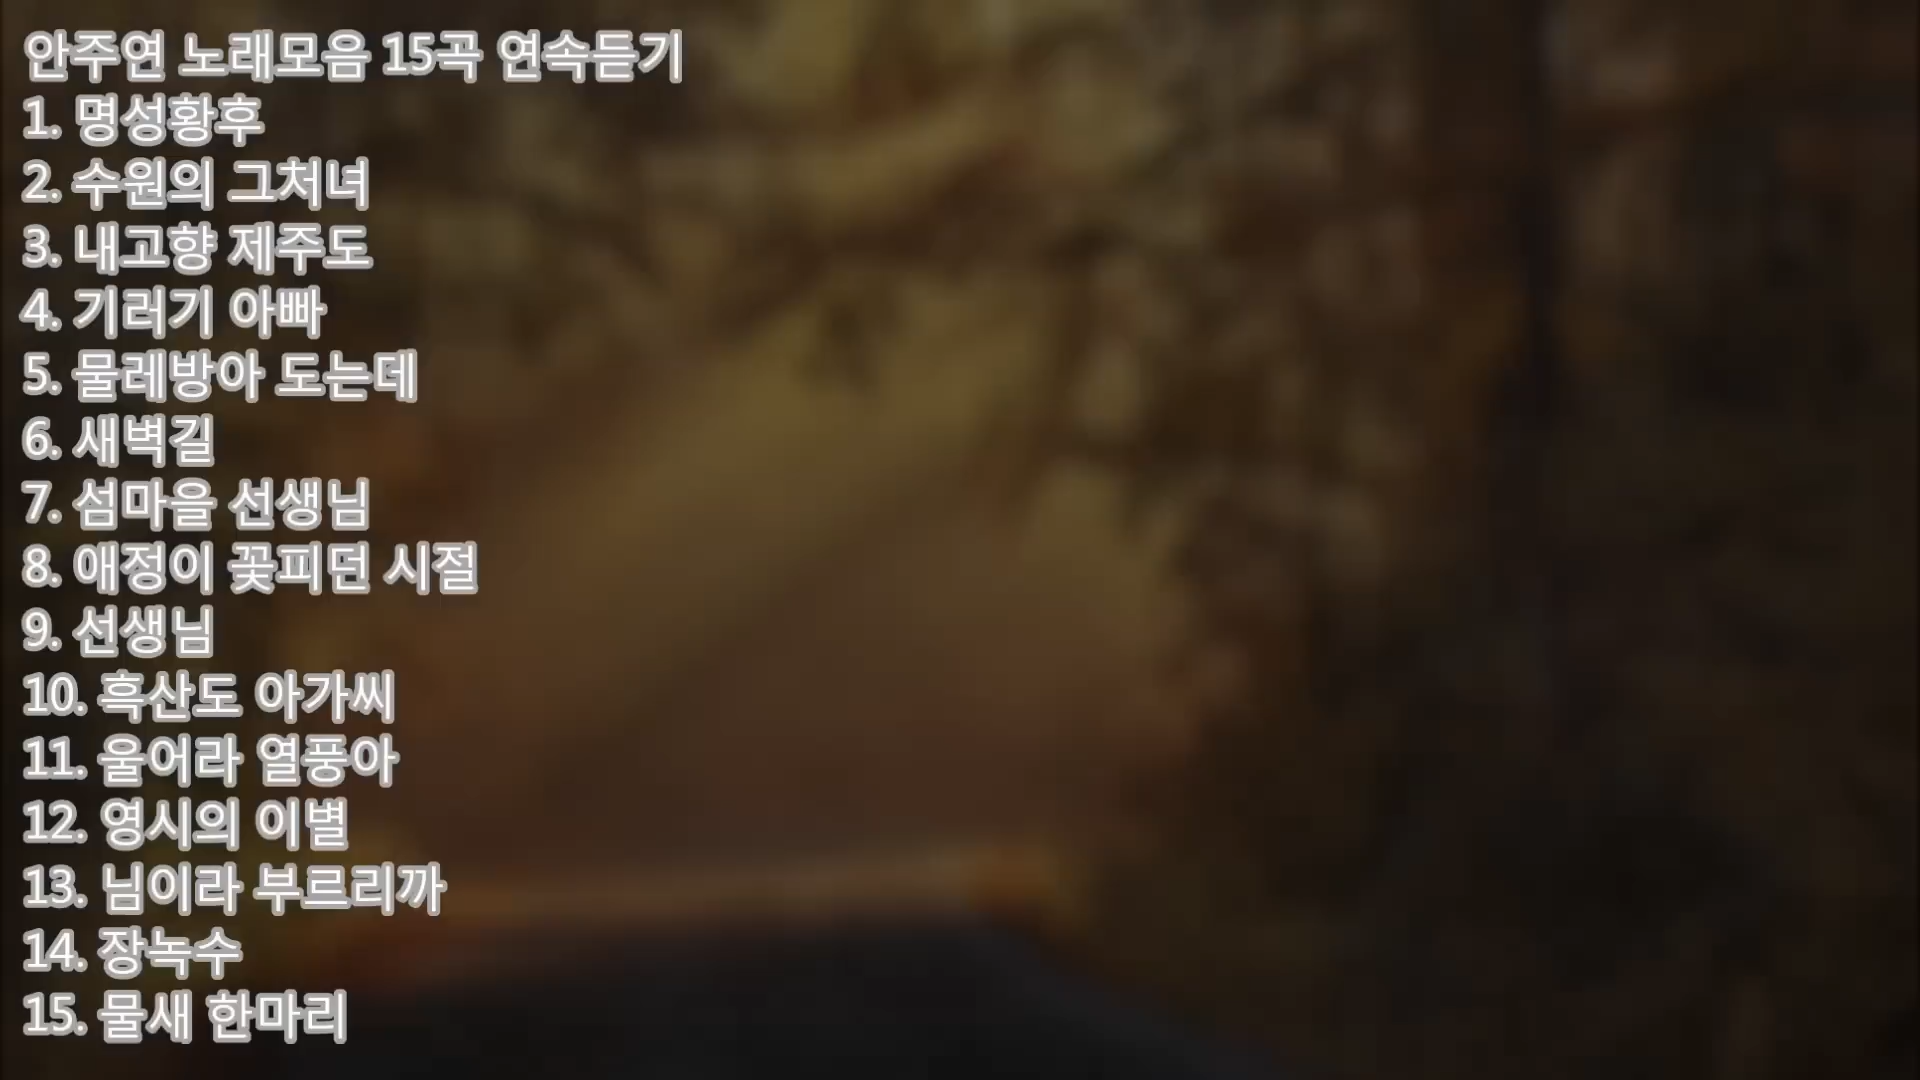 안주연 노래모음 15곡 연속듣기
1. 명성황후
2. 수원의 그처녀
3. 내고향 제주도
4. 기러기 아빠
5. 물레방아 도는데
6. 새벽길
7. 섬마을 선생님
8. 애정이 꽃피던 시절
9. 선생님
10. 흑산도 아가씨
11. 울어라 열풍아
12. 영시의 이별
13. 님이라 부르리까
14. 장녹수
15. 물새 한마리